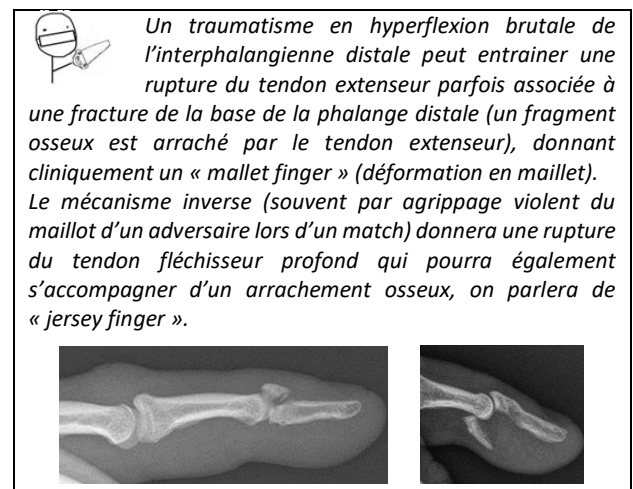 Un traumatisme en hyperflexion brutale de
l’interphalangienne distale peut entrainer une
rupture du tendon extenseur parfois associée à
une fracture de la base de la phalange distale (un fragment
osseux est arraché par le tendon extenseur), donnant
cliniquement un « mallet finger » (déformation en maillet).
Le mécanisme inverse (souvent par agrippage violent du
maillot d’un adversaire lors d’un match) donnera une rupture
du tendon fléchisseur profond qui pourra également
s’accompagner d’un arrachement osseux, on parlera de
« jersey finger ».